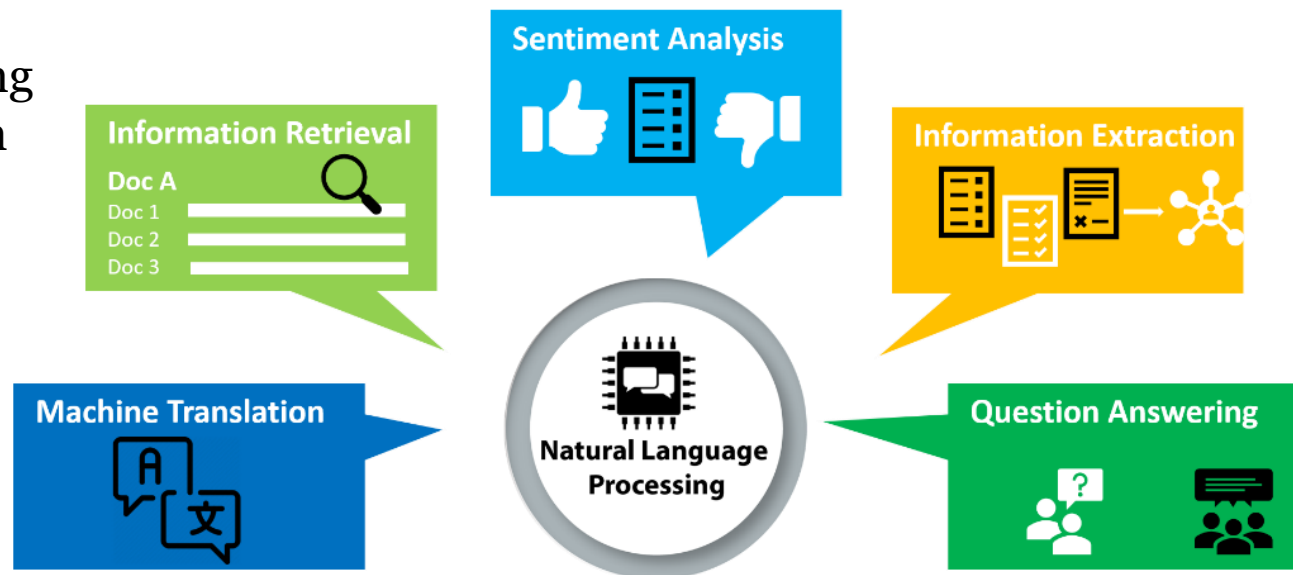 Sentiment Analysis
Information Retrieval
Doc A
Doc 1
Doc 2
Doc 3
Information Extraction
Machine Translation
A
文
Natural Language
Processing
Question Answering
?